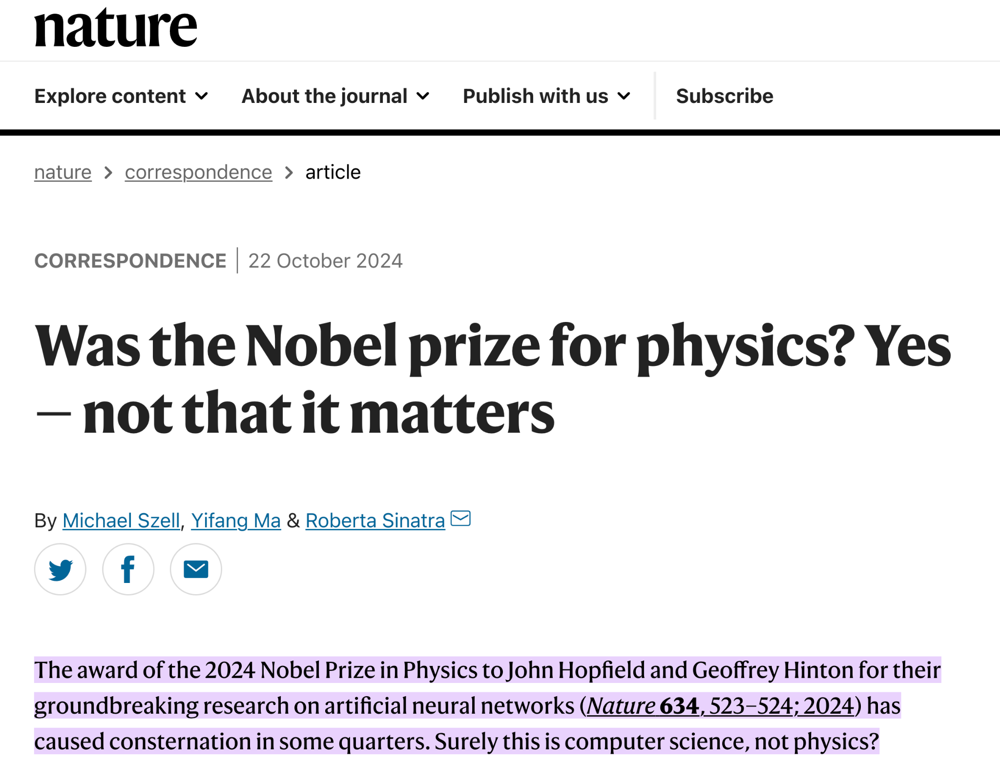 nature
Explore content About the journal Publish with us Subscribe
nature > correspondence > article
CORRESPONDENCE | 22 October 2024
Was the Nobel prize for physics? Yes
— not that it matters
By Michael Szell, Yifang Ma & Roberta Sinatra
The award of the 2024 Nobel Prize in Physics to John Hopfield and Geoffrey Hinton for their
groundbreaking research on artificial neural networks (Nature 634, 523–524; 2024) has
caused consternation in some quarters. Surely this is computer science, not physics?